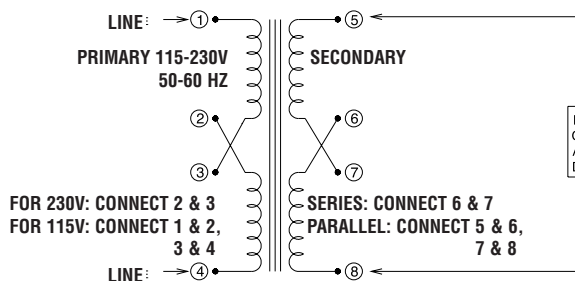 LINE: ① ⑤
PRIMARY 115-230V SECONDARY
50-60 HZ
② ⑥
③ ⑦
FOR 230V: CONNECT 2 & 3 SERIES: CONNECT 6 & 7
FOR 115V: CONNECT 1 & 2, PARALLEL: CONNECT 5 & 6,
3 & 4 7 & 8
LINE: ④ ⑧